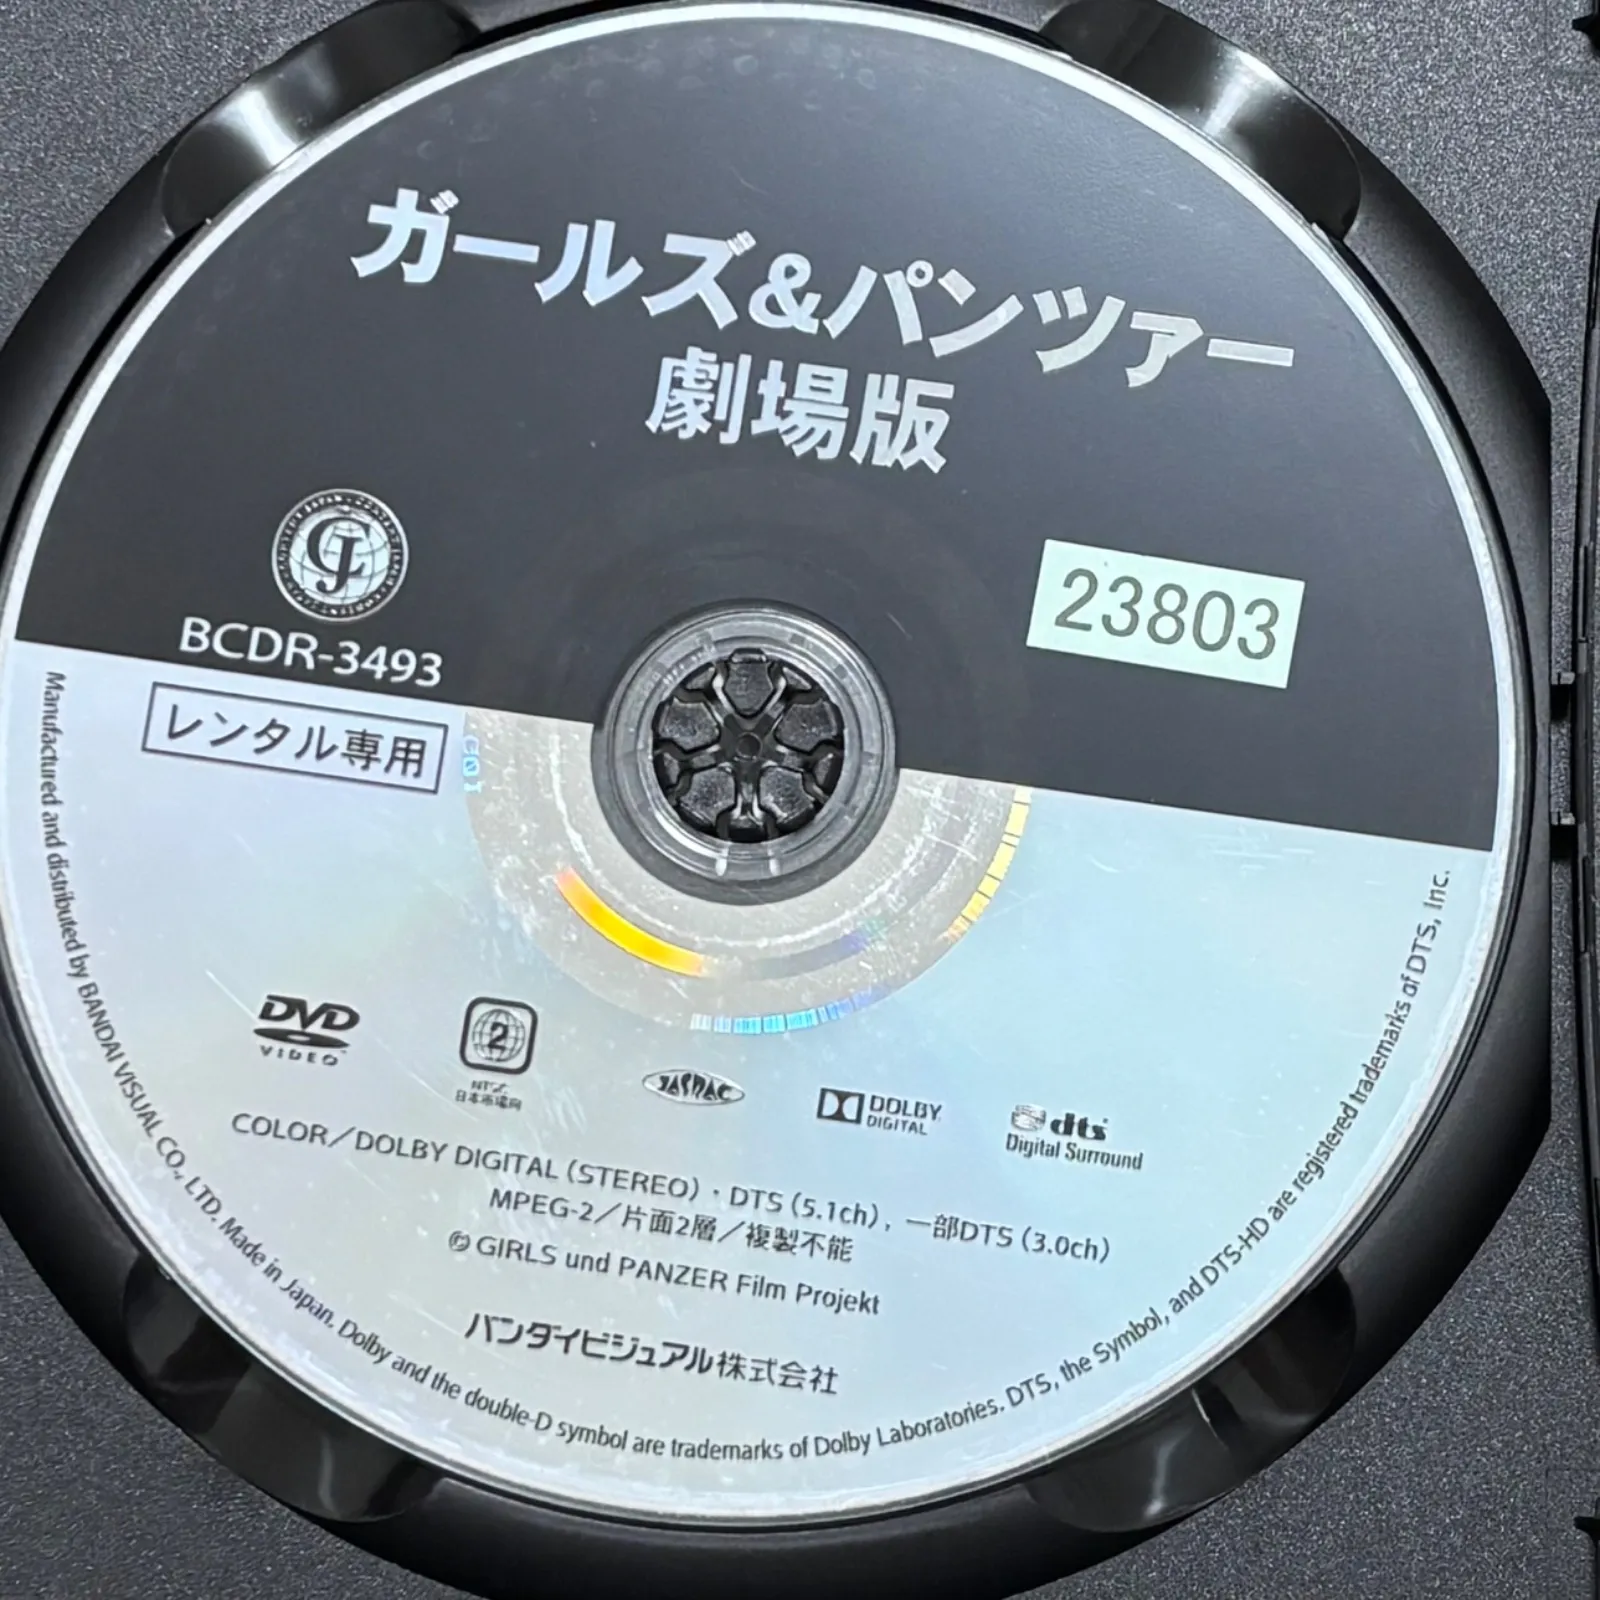 ガールズ&パンツァー
劇場版
BCDR-3493
23803
レンタル専用
DVD
VIDEO
2
NTSC
日本市場向
JASRAC
DOLBY
DIGITAL
dts
Digital Surround
COLOR/DOLBY DIGITAL (STEREO)・DTS (5.1ch), 一部DTS (3.0ch)
MPEG-2/片面2層/複製不能
©GIRLS und PANZER Film Projekt
バンダイビジュアル株式会社
Manufactured and distributed by BANDAI VISUAL CO., LTD. Made in Japan. Dolby and the double-D symbol are trademarks of Dolby Laboratories. DTS, the Symbol, and DTS-HD are registered trademarks of DTS, Inc.